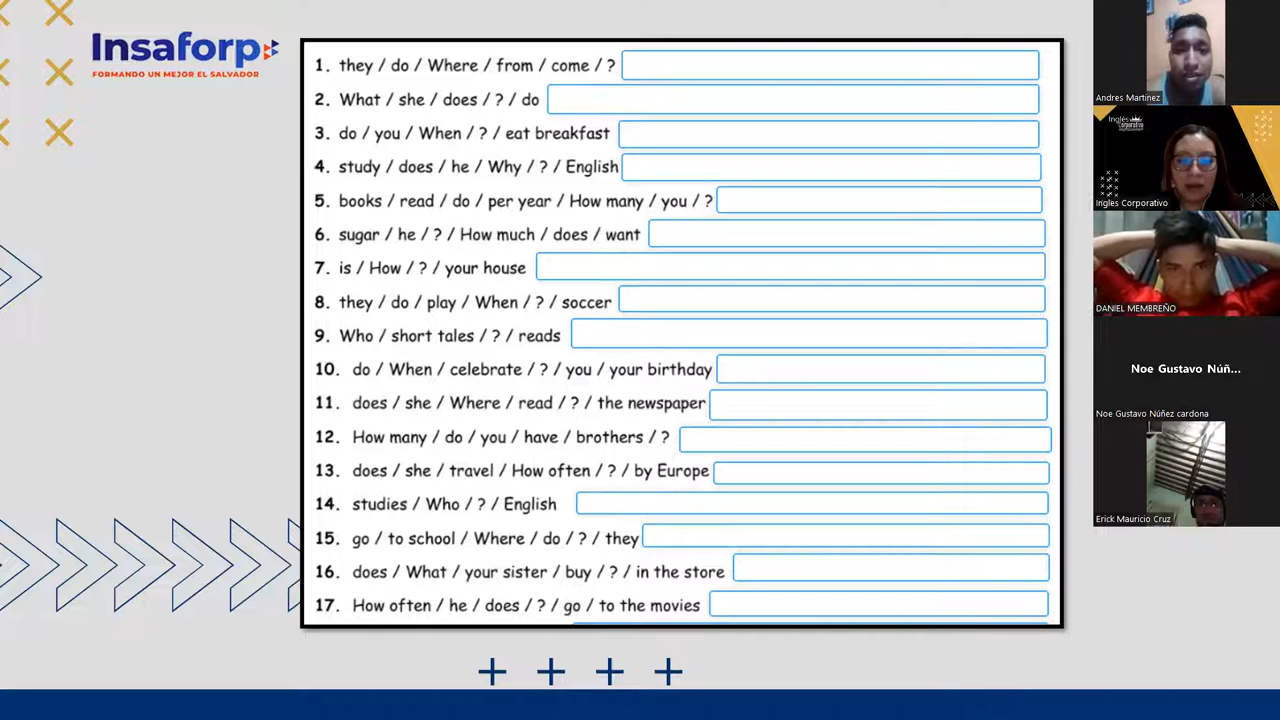 Insaforp
FORMANDO UN MEJOR EL SALVADOR
1. they / do / Where / from / come / ?
2. What / she / does / ? / do
3. do / you / When / ? / eat breakfast
4. study / does / he / Why / ? / English
5. books / read / do / per year / How many / you / ?
6. sugar / he / ? / How much / does / want
7. is / How / ? / your house
8. they / do / play / When / ? / soccer
9. Who / short tales / ? / reads
10. do / When / celebrate / ? / you / your birthday
11. does / she / Where / read / ? / the newspaper
12. How many / do / you / have / brothers / ?
13. does / she / travel / How often / ? / by Europe
14. studies / Who / ? / English
15. go / to school / Where / do / ? / they
16. does / What / your sister / buy / ? / in the store
17. How often / he / does / ? / go / to the movies
Andres Martinez
Inglés
Corporativo
Ingles Corporativo
DANIEL MEMBREÑO
Noe Gustavo Núñ...
Noe Gustavo Núñez cardona
Erick Mauricio Cruz